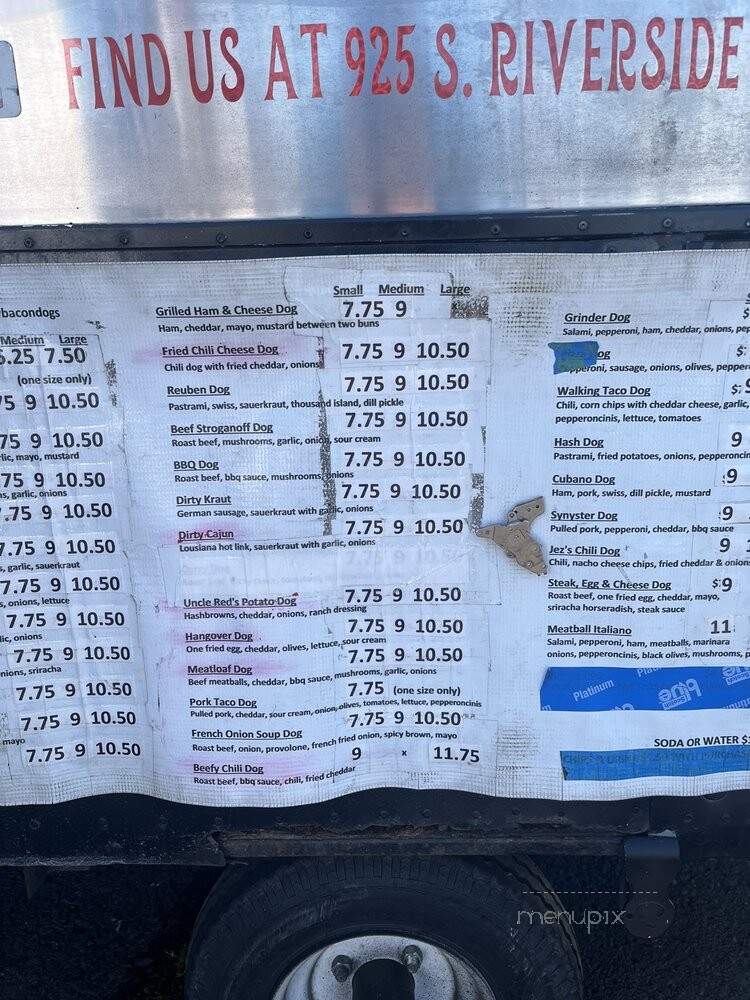 FIND US AT 925 S. RIVERSIDE
bacondogs
Medium Large
.25 7.50
(one size only)
9 10.50
9 10.50
lic, mayo, mustard
.75 9 10.50
garlic, onions
.75 9 10.50
7.75 9 10.50
garlic, sauerkraut
7.75 9 10.50
onions, lettuce
7.75 9 10.50
onions
7.75 9 10.50
sriracha
7.75 9 10.50
7.75 9 10.50
mayo
7.75 9 10.50
Small Medium Large
Grilled Ham & Cheese Dog 7.75 9
Ham, cheddar, mayo, mustard between two buns
Fried Chili Cheese Dog 7.75 9 10.50
Chili dog with fried cheddar, onions
Reuben Dog 7.75 9 10.50
Pastrami, swiss, sauerkraut, thousand island, dill pickle
Beef Stroganoff Dog 7.75 9 10.50
Roast beef, mushrooms, garlic, onion, sour cream
BBQ Dog 7.75 9 10.50
Roast beef, bbq sauce, mushrooms, onions
Dirty Kraut 7.75 9 10.50
German sausage, sauerkraut with garlic, onions
Dirty Cajun 7.75 9 10.50
Lousiana hot link, sauerkraut with garlic, onions
Uncle Red's Potato Dog 7.75 9 10.50
Hashbrowns, cheddar, onions, ranch dressing
Hangover Dog 7.75 9 10.50
One fried egg, cheddar, olives, lettuce, sour cream
Meatloaf Dog 7.75 9 10.50
Beef meatballs, cheddar, bbq sauce, mushrooms, garlic, onions
Pork Taco Dog 7.75 (one size only)
Pulled pork, cheddar, sour cream, onion, olives, tomatoes, lettuce, pepperoncinis
French Onion Soup Dog 7.75 9 10.50
Roast beef, onion, provolone, french fried onion, spicy brown, mayo
Beefy Chili Dog 9 x 11.75
Roast beef, bbq sauce, chili, fried cheddar
Grinder Dog $
Salami, pepperoni, ham, cheddar, onions,
Pepperoni, sausage, onions, olives,
Walking Taco Dog
Chili, corn chips with cheddar cheese, garlic,
pepperoncinis, lettuce, tomatoes
Hash Dog 9
Pastrami, fried potatoes, onions,
Cubano Dog 9
Ham, pork, swiss, dill pickle, mustard
Synyster Dog 9
Pulled pork, pepperoni, cheddar, bbq sauce
Jez's Chili Dog 9
Chili, nacho cheese chips, fried cheddar & onions
Steak, Egg & Cheese Dog 9
Roast beef, one fried egg, cheddar, mayo,
sriracha horseradish, steak sauce
Meatball Italiano 11
Salami, pepperoni, ham, meatballs, marinara
onions, pepperoncinis, black olives, mushrooms,
Platinum
blue
SODA OR WATER
menupix